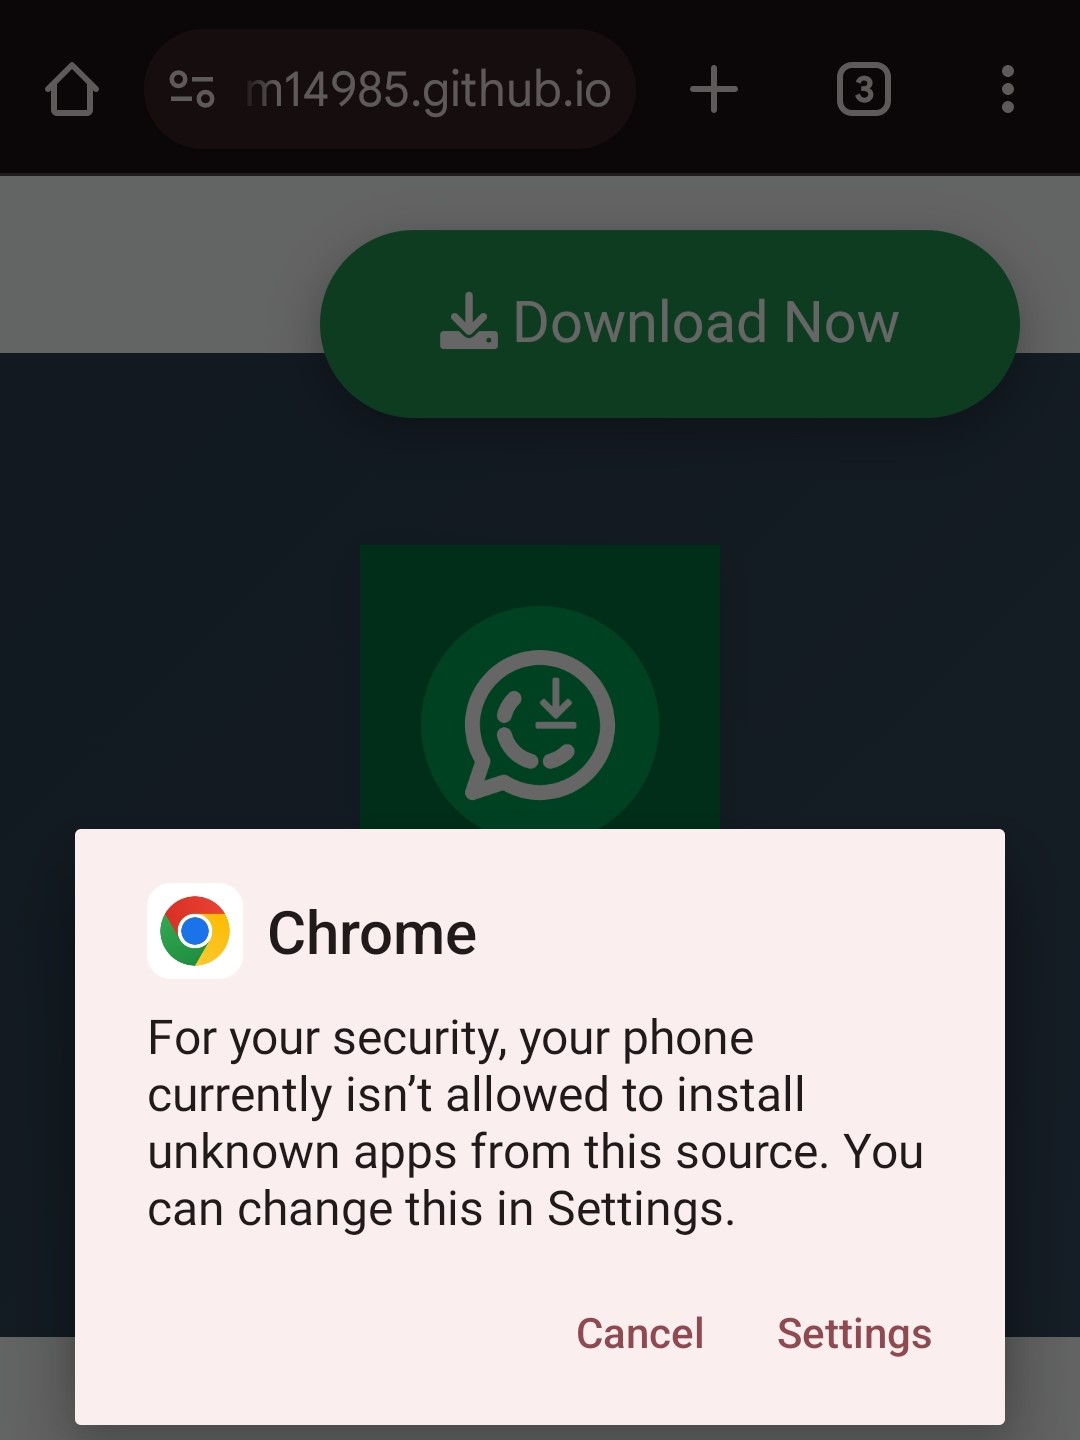 m14985.github.io
3
Download Now
Chrome
For your security, your phone
currently isn’t allowed to install
unknown apps from this source. You
can change this in Settings.
Cancel Settings